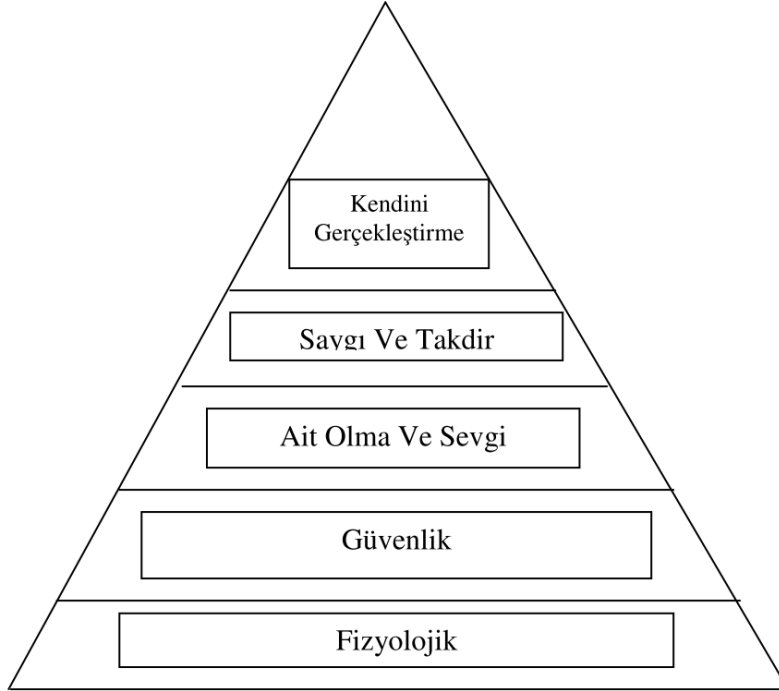 Kendini
Gerçekleştirme
Saygı Ve Takdir
Ait Olma Ve Sevgi
Güvenlik
Fizyolojik